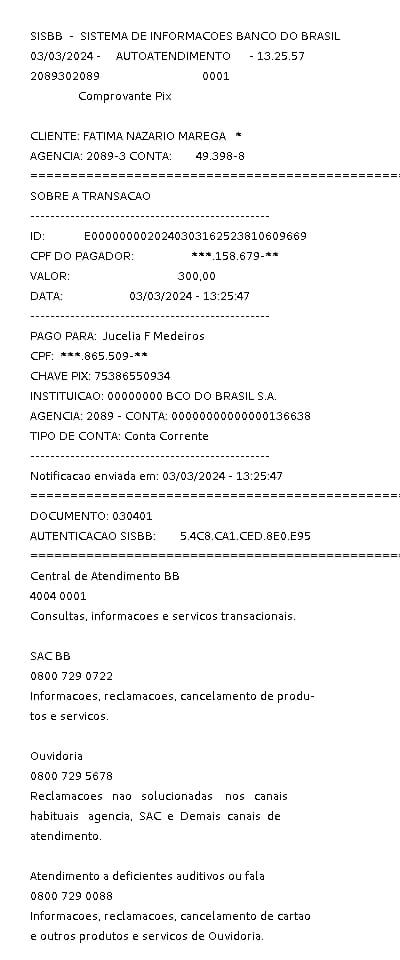 SISBB - SISTEMA DE INFORMACOES BANCO DO BRASIL
03/03/2024 - AUTOATENDIMENTO - 13.25.57
2089302089 0001
Comprovante Pix
CLIENTE: FATIMA NAZARIO MAREGA *
AGENCIA: 2089-3 CONTA: 49.398-8
================================================
SOBRE A TRANSACAO
------------------------------------------------
ID: E0000000020240303162523810609669
CPF DO PAGADOR: ***.158.679-**
VALOR: 300,00
DATA: 03/03/2024 - 13:25:47
------------------------------------------------
PAGO PARA: Jucelia F Medeiros
CPF: ***.865.509-**
CHAVE PIX: 75386550934
INSTITUICAO: 00000000 BCO DO BRASIL S.A.
AGENCIA: 2089 - CONTA: 00000000000000136638
TIPO DE CONTA: Conta Corrente
------------------------------------------------
Notificacao enviada em: 03/03/2024 - 13:25:47
================================================
DOCUMENTO: 030401
AUTENTICACAO SISBB: 5.4C8.CA1.CED.8E0.E95
================================================
Central de Atendimento BB
4004 0001
Consultas, informacoes e servicos transacionais.
SAC BB
0800 729 0722
Informacoes, reclamacoes, cancelamento de produ-
tos e servicos.
Ouvidoria
0800 729 5678
Reclamacoes nao solucionadas nos canais
habituais agencia, SAC e Demais canais de
atendimento.
Atendimento a deficientes auditivos ou fala
0800 729 0088
Informacoes, reclamacoes, cancelamento de cartao
e outros produtos e servicos de Ouvidoria.